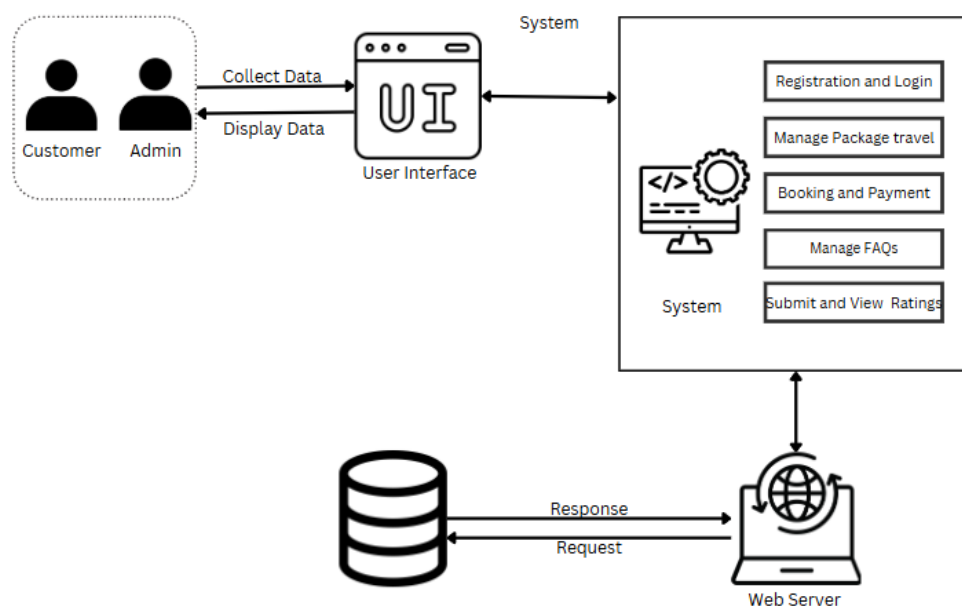 System
Collect Data
Display Data
Customer
Admin
UI
User Interface
Registration and Login
Manage Package travel
Booking and Payment
Manage FAQs
Submit and View Ratings
</>
System
Response
Request
Web Server